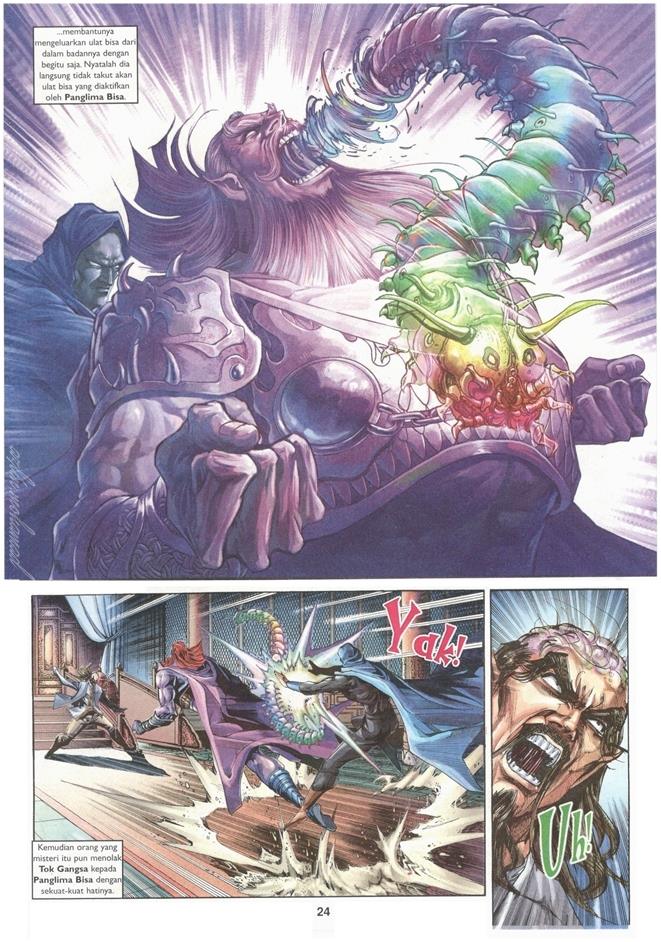 ...membantunya
mengeluarkan ulat bisa dari
dalam badannya dengan
begitu saja. Nyatalah dia
langsung tidak takut akan
ulat bisa yang diaktifkan
oleh Panglima Bisa.
Yak!
Uh!
Kemudian orang yang
misteri itu pun menolak
Tok Gangsa kepada
Panglima Bisa dengan
sekuat-kuat hatinya.
24